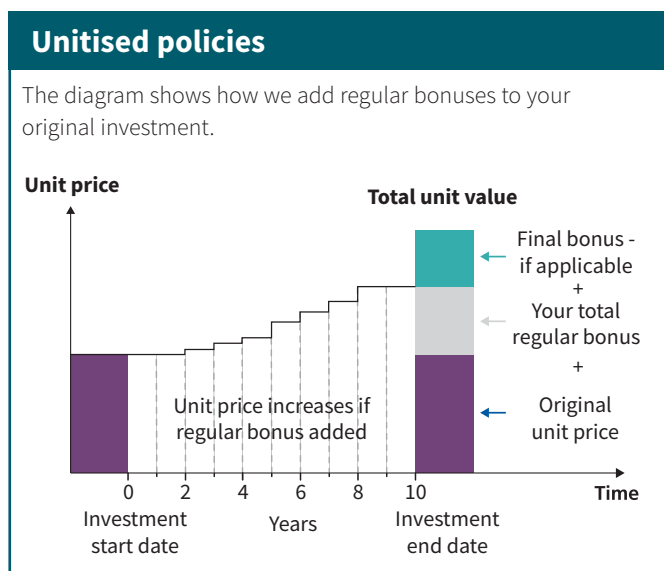 Unitised policies
The diagram shows how we add regular bonuses to your
original investment.
Unit price
Total unit value
Final bonus -
if applicable
+
Your total
regular bonus
+
Original
unit price
Unit price increases if
regular bonus added
0 2 4 6 8 10 Time
Investment
start date
Years
Investment
end date